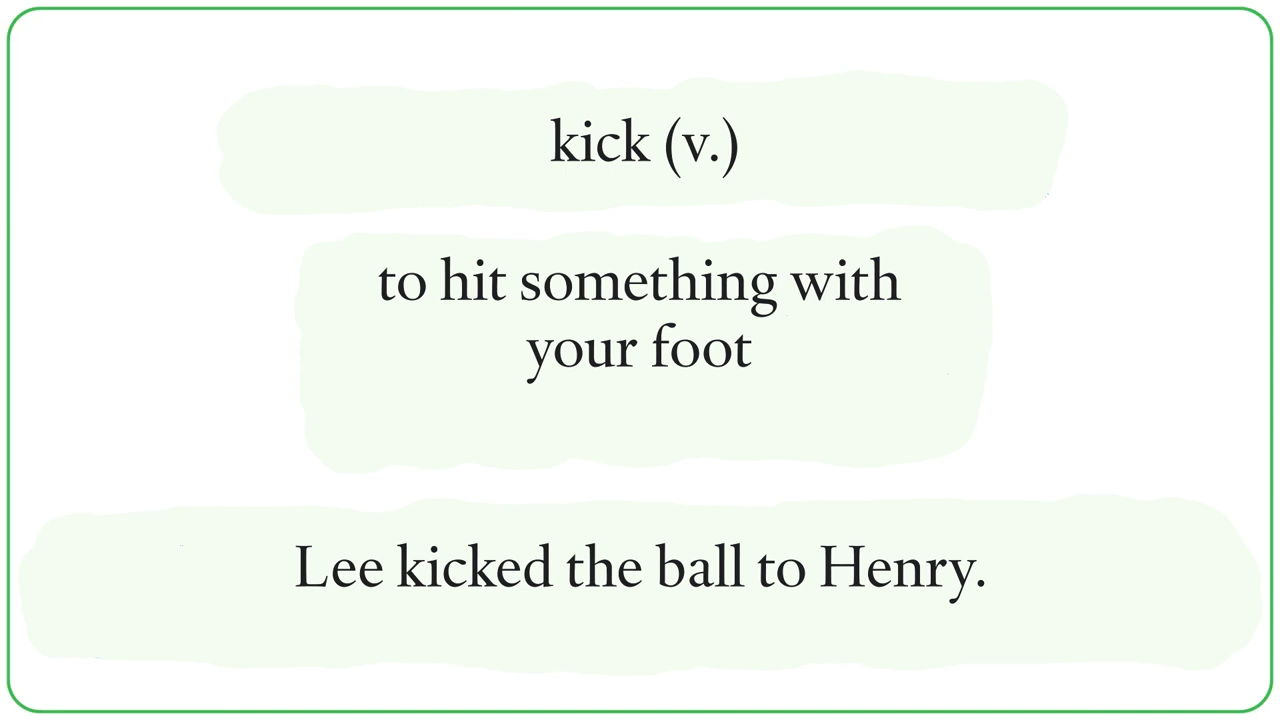 kick (v.)
to hit something with
your foot
Lee kicked the ball to Henry.